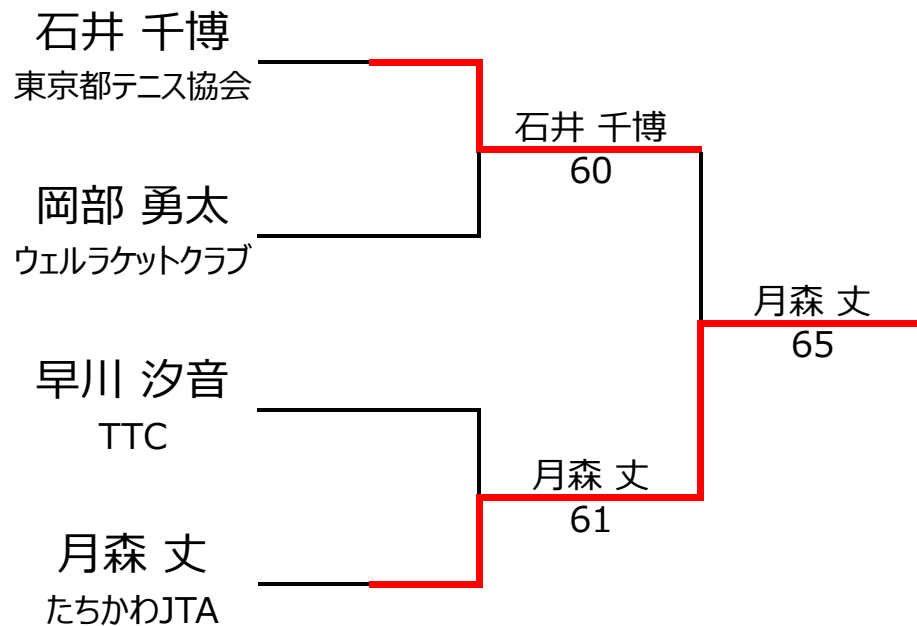 石井 千博
東京都テニス協会
岡部 勇太
ウェルラケットクラブ
早川 汐音
TTC
月森 丈
たちかわJTA
石井 千博
60
月森 丈
61
月森 丈
65